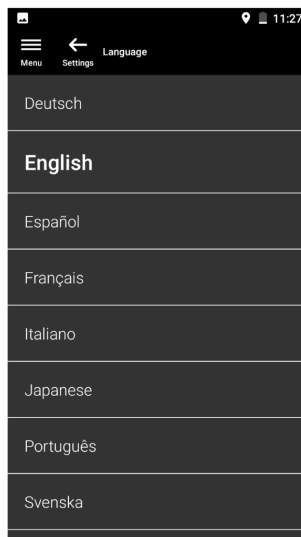 11:27
Language
Menu Settings
Deutsch
English
Español
Français
Italiano
Japanese
Português
Svenska